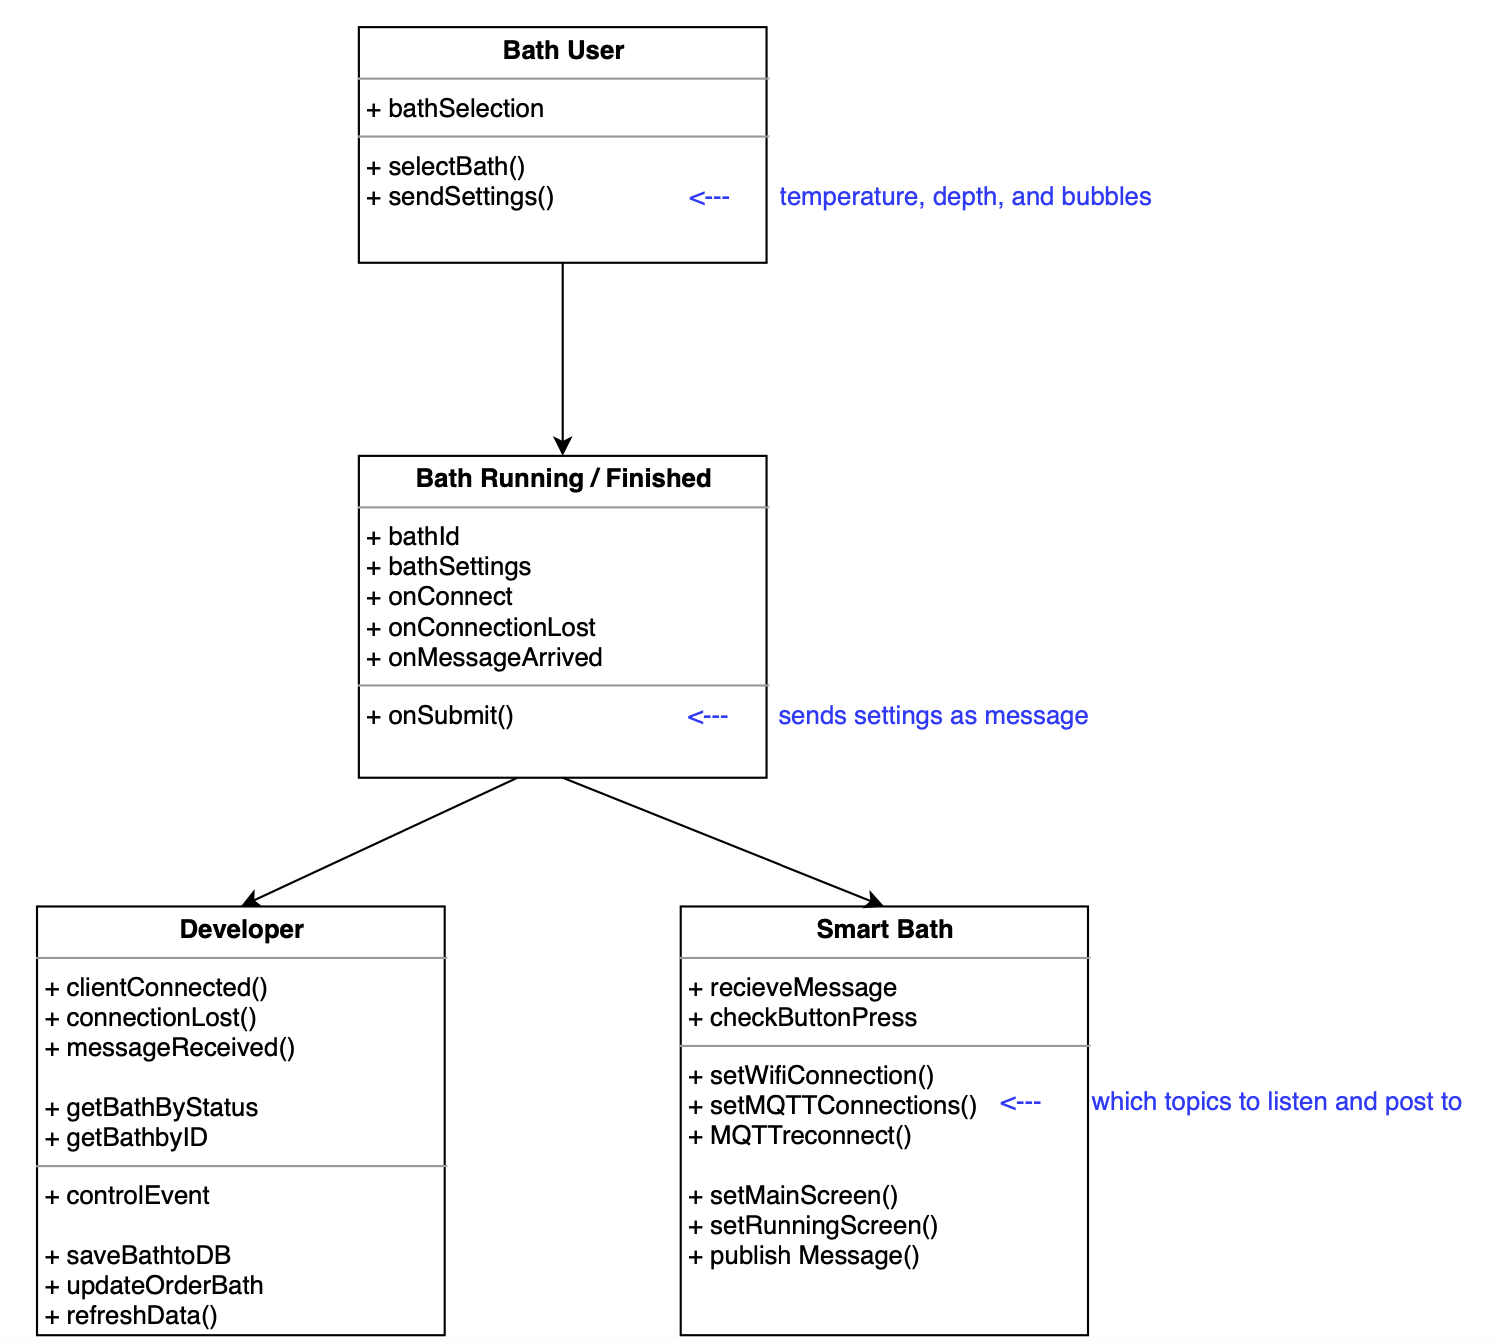 Bath User
+ bathSelection
+ selectBath()
+ sendSettings() <--- temperature, depth, and bubbles
Bath Running / Finished
+ bathId
+ bathSettings
+ onConnect
+ onConnectionLost
+ onMessageArrived
+ onSubmit() <--- sends settings as message
Developer
+ clientConnected()
+ connectionLost()
+ messageReceived()
+ getBathByStatus
+ getBathbyID
+ controlEvent
+ saveBathtoDB
+ updateOrderBath
+ refreshData()
Smart Bath
+ recieveMessage
+ checkButtonPress
+ setWifiConnection()
+ setMQTTConnections() <--- which topics to listen and post to
+ MQTTreconnect()
+ setMainScreen()
+ setRunningScreen()
+ publish Message()